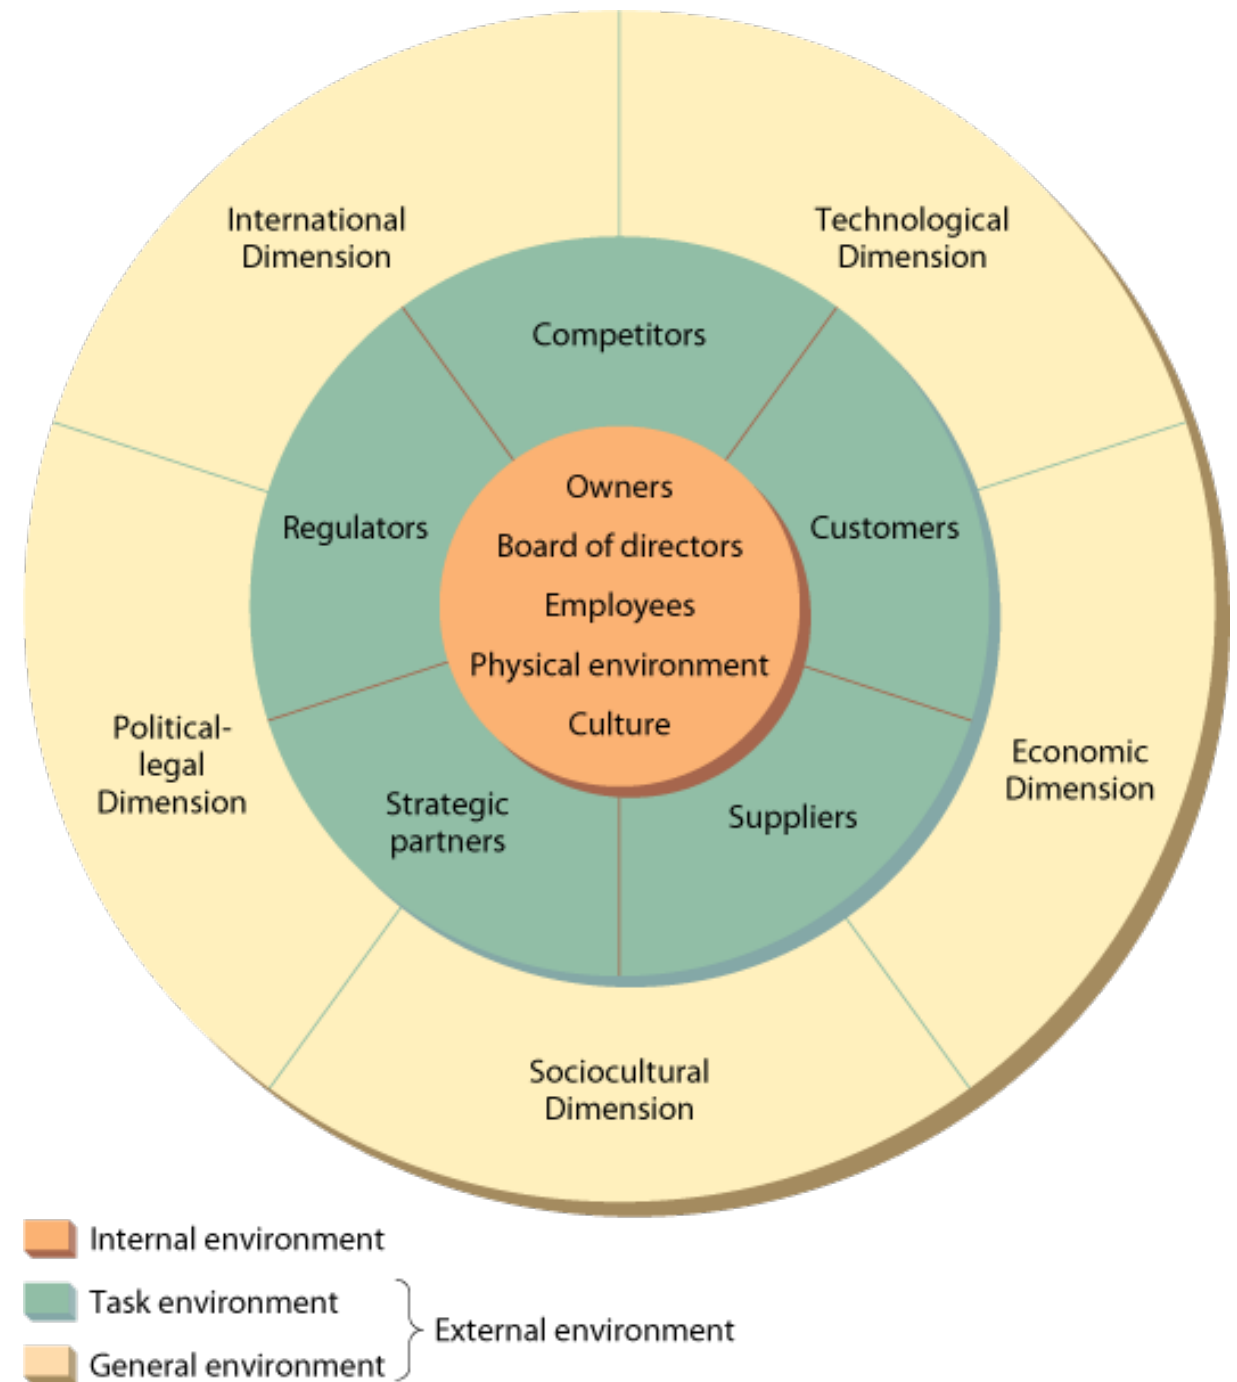 International
Dimension
Technological
Dimension
Competitors
Regulators
Owners
Board of directors
Employees
Physical environment
Culture
Customers
Political-
legal
Dimension
Strategic
partners
Suppliers
Economic
Dimension
Sociocultural
Dimension
Internal environment
Task environment
General environment
External environment